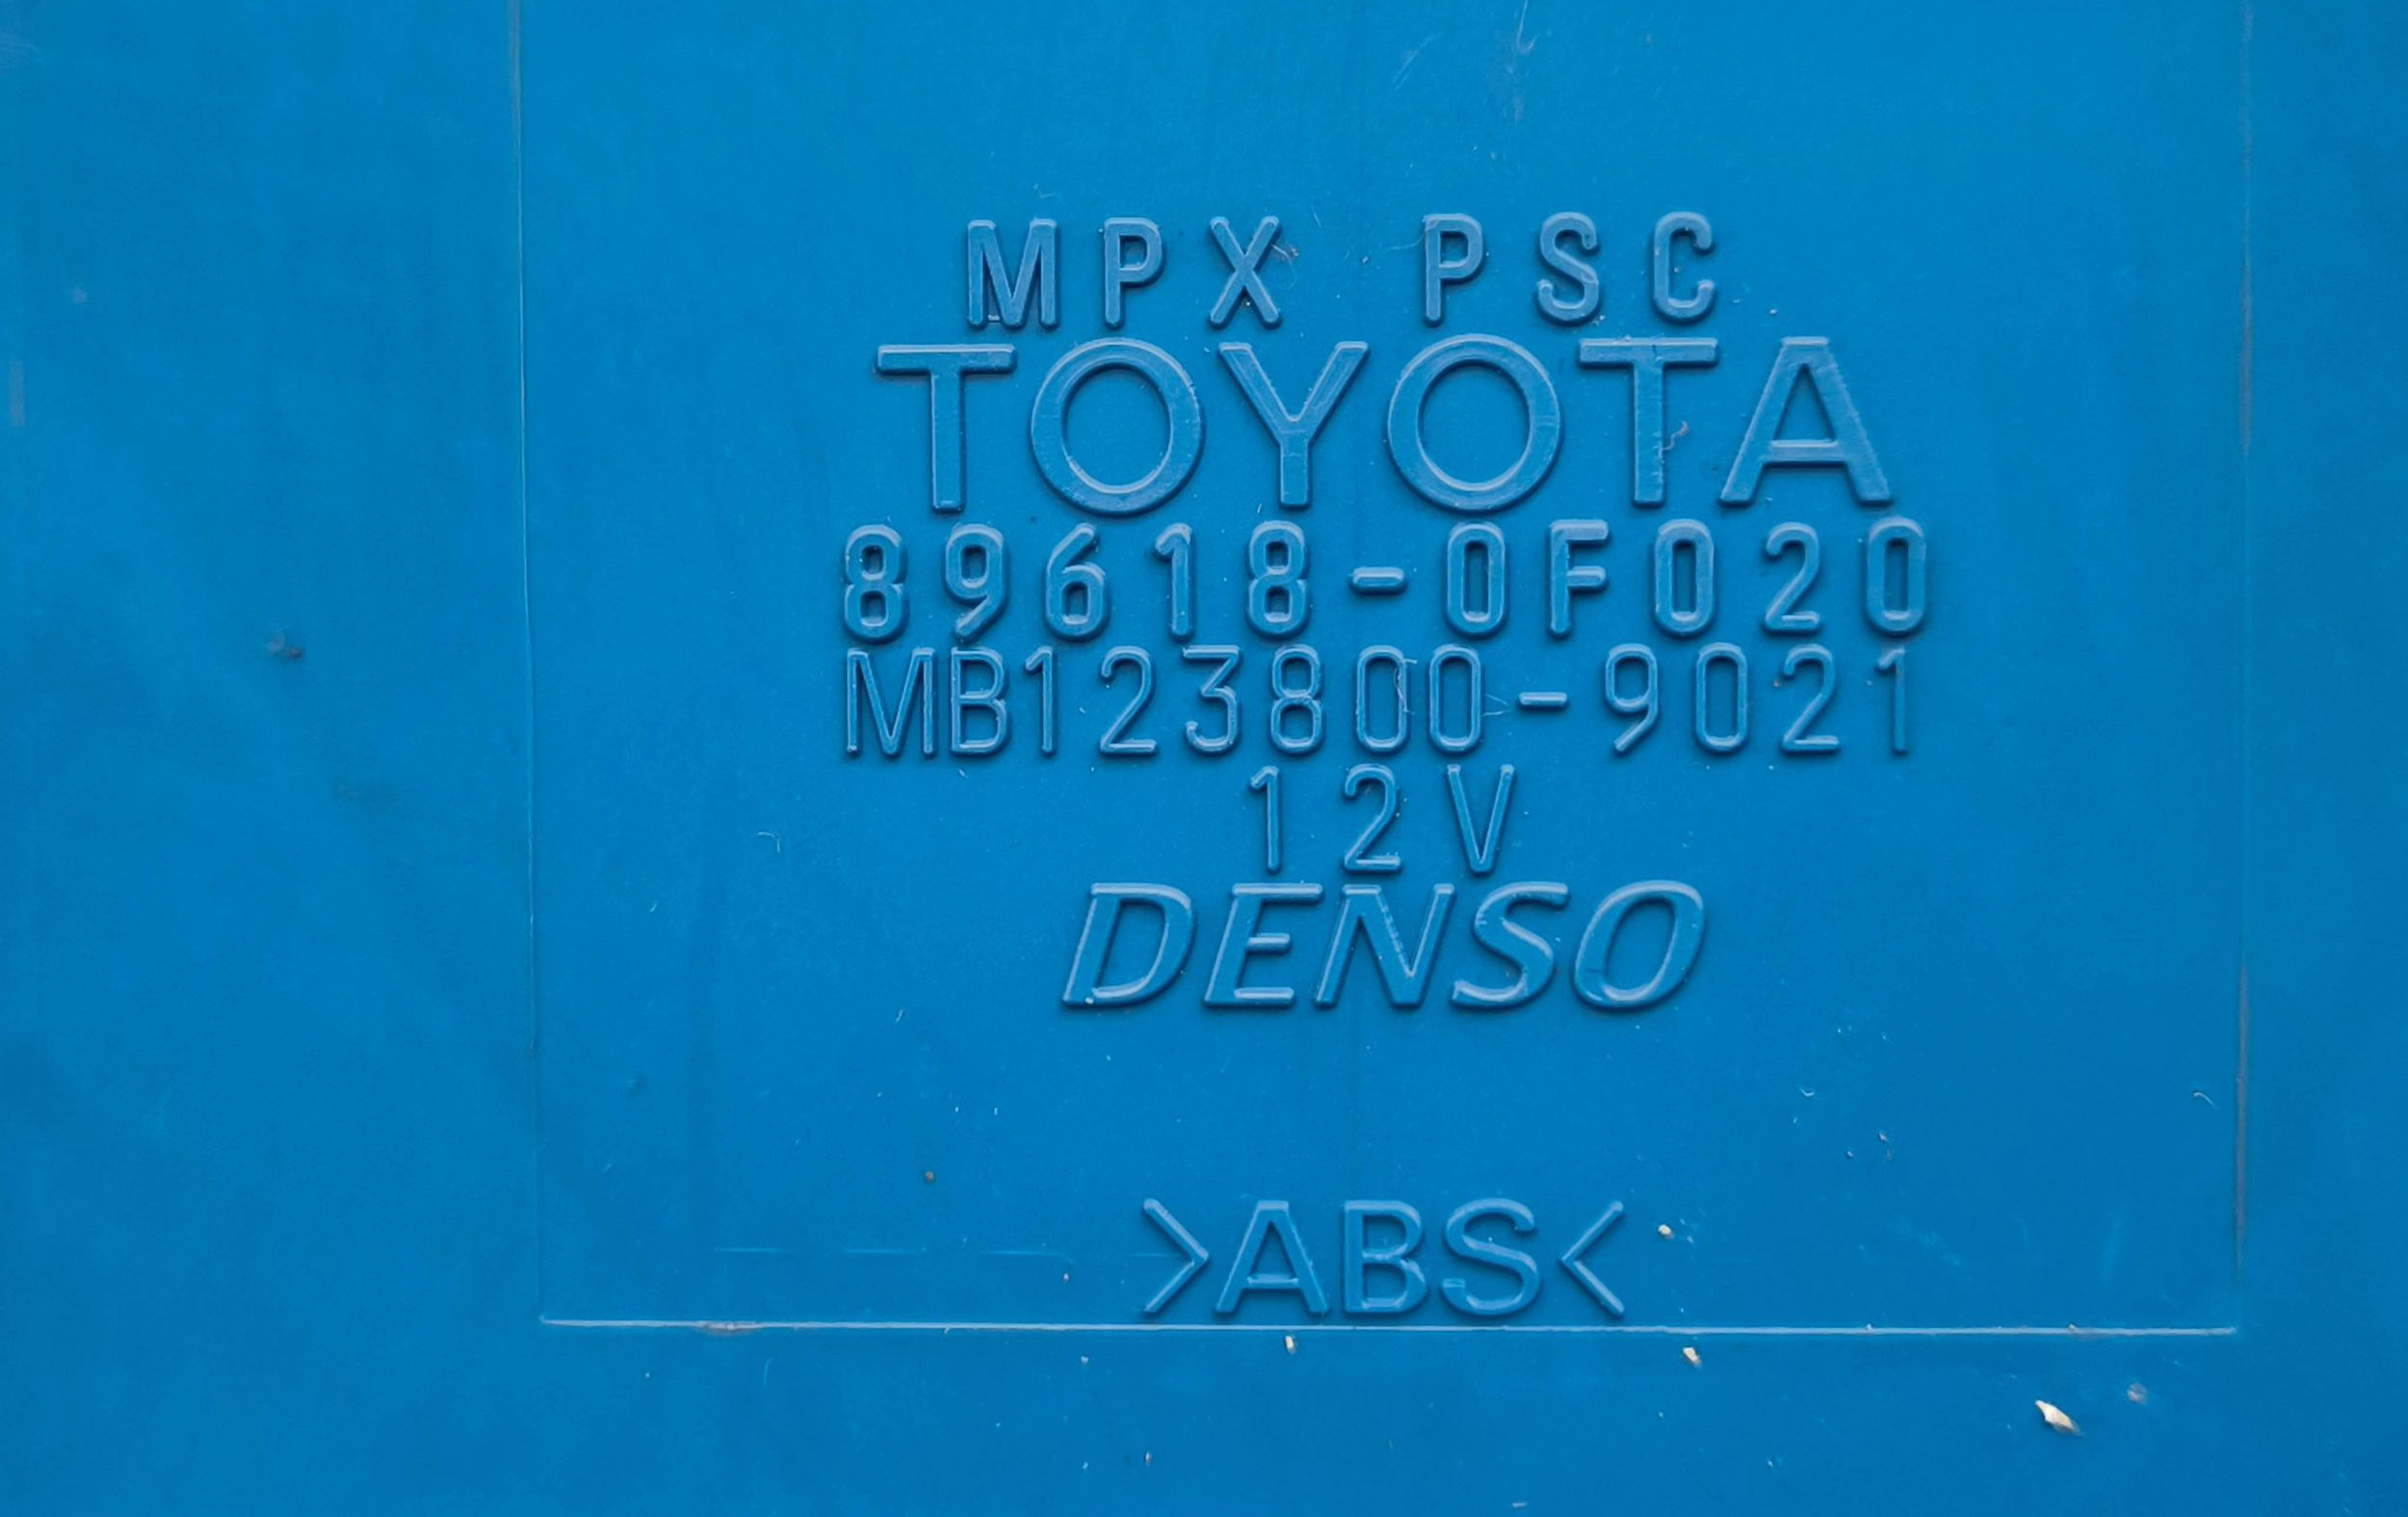 MPX PSC
TOYOTA
89618-0F020
MB123800-9021
12V
DENSO
>ABS<